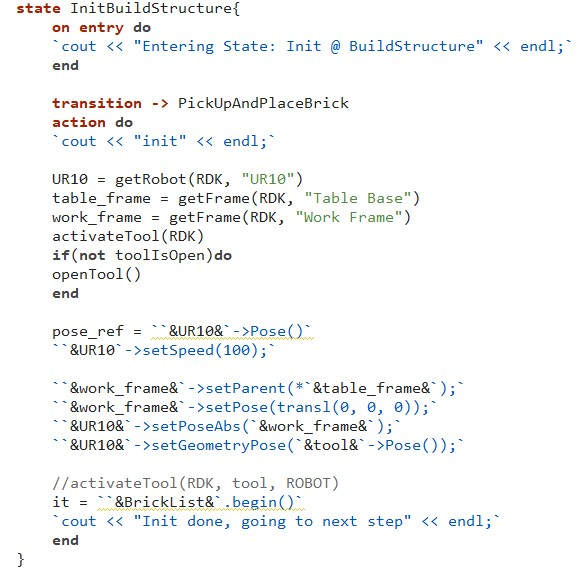 state InitBuildStructure{
on entry do
`cout << "Entering State: Init @ BuildStructure" << endl;`
end
transition -> PickUpAndPlaceBrick
action do
`cout << "init" << endl;`
UR10 = getRobot(RDK, "UR10")
table_frame = getFrame(RDK, "Table Base")
work_frame = getFrame(RDK, "Work Frame")
activateTool(RDK)
if(not toolIsOpen)do
openTool()
end
pose_ref = ``&UR10&`->Pose()`
``&UR10`->setSpeed(100);`
``&work_frame&`->setParent(*`&table_frame&`);`
``&work_frame&`->setPose(transl(0, 0, 0));`
``&UR10&`->setPoseAbs(`&work_frame&`);`
``&UR10&`->setGeometryPose(`&tool&`->Pose());`
//activateTool(RDK, tool, ROBOT)
it = ``&BrickList&`.begin()`
`cout << "Init done, going to next step" << endl;`
end
}